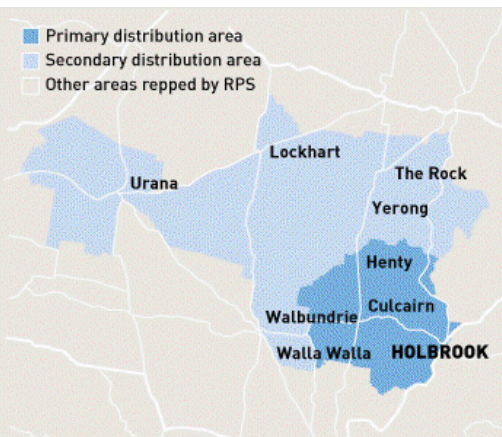 Primary distribution area
Secondary distribution area
Other areas repped by RPS
Lockhart
The Rock
Urana
Yerong
Henty
Culcairn
Walbundrie
Walla Walla
HOLBROOK